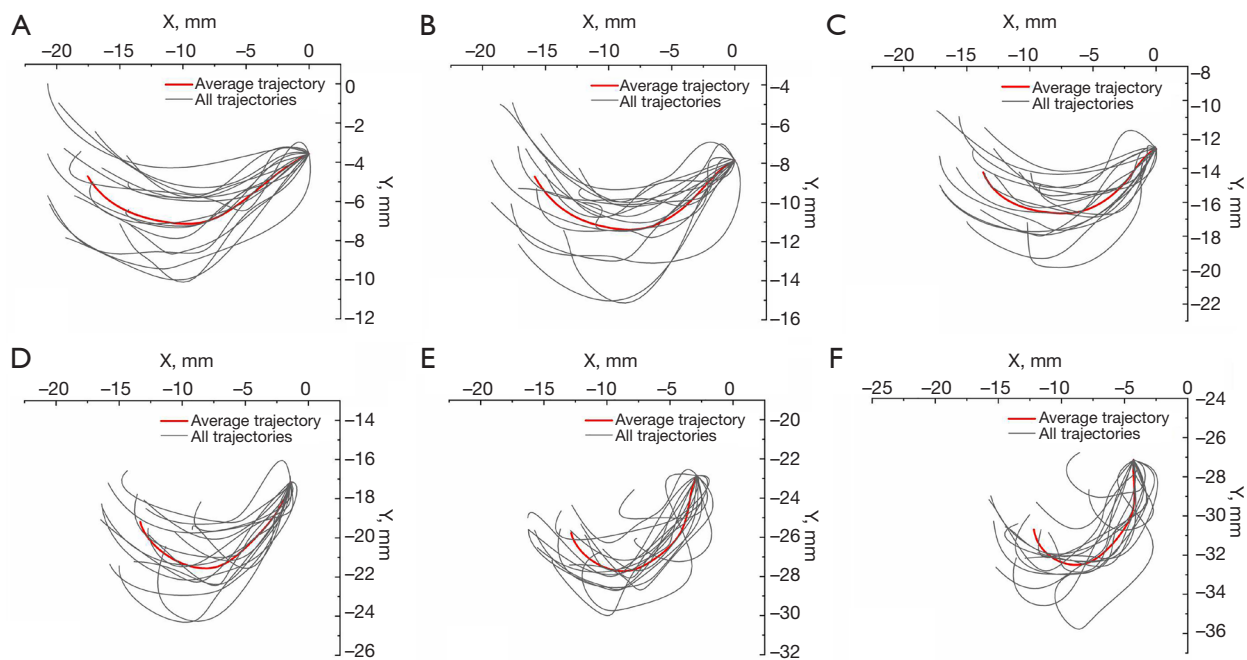 A
X, mm
−20 −15 −10 −5 0
Average trajectory
All trajectories
0
−2
−4
−6
−8
−10
−12
Y, mm
B
X, mm
−20 −15 −10 −5 0
Average trajectory
All trajectories
−4
−6
−8
−10
−12
−14
−16
Y, mm
C
X, mm
−20 −15 −10 −5 0
Average trajectory
All trajectories
−8
−10
−12
−14
−16
−18
−20
−22
Y, mm
D
X, mm
−20 −15 −10 −5 0
Average trajectory
All trajectories
−14
−16
−18
−20
−22
−24
−26
Y, mm
E
X, mm
−20 −15 −10 −5 0
Average trajectory
All trajectories
−20
−22
−24
−26
−28
−30
−32
Y, mm
F
X, mm
−25 −20 −15 −10 −5 0
Average trajectory
All trajectories
−24
−26
−28
−30
−32
−34
−36
Y, mm